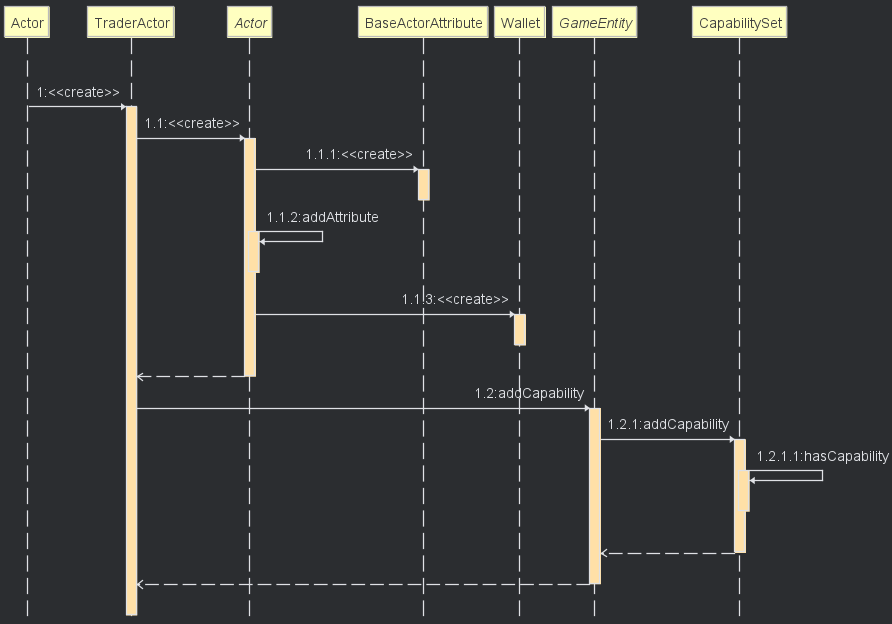 Actor
TraderActor
Actor
BaseActorAttribute
Wallet
GameEntity
CapabilitySet
1:<<create>>
1.1:<<create>>
1.1.1:<<create>>
1.1.2:addAttribute
1.1.3:<<create>>
1.2:addCapability
1.2.1:addCapability
1.2.1.1:hasCapability